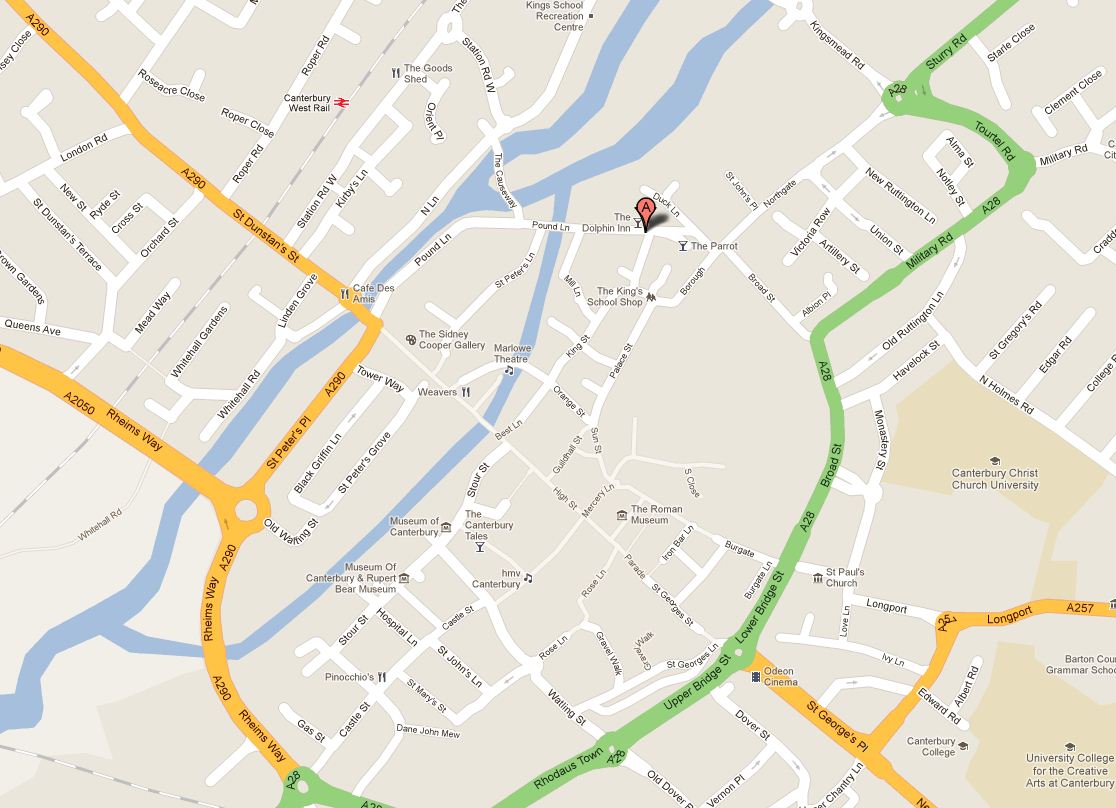 A290
Kings School
Recreation
Centre
Kingsmead Rd
Sturry Rd
Starle Close
Roper Rd
Station Rd W
The Goods
Shed
Roseacre Close
Canterbury
West Rail
A28
Clement Close
Roper Close
Orient Pl
Tourtel Rd
London Rd
Military Rd
Alma St
Roper Rd
A290
The Causeway
St John's Pl
Northgate
New Ruttington Ln
Notley St
New St
Ryde St
Cross St
Orchard St
Station Rd W
Kirby's Ln
N Ln
Duck Ln
A
A28
St Dunstan's Terrace
St Dunstan's St
Pound Ln
The
Dolphin Inn
The Parrot
Victoria Row
Union St
Artillery St
Military Rd
Pound Ln
St Peter's Ln
Mill Ln
Borough
Broad St
Albion Pl
Mead Way
Linden Grove
Cafe Des
Amis
The King's
School Shop
Queens Ave
Whitehall Gardens
The Sidney
Cooper Gallery
Marlowe
Theatre
King St
Palace St
Old Ruttington Ln
Havelock St
St Gregory's Rd
Edgar Rd
College R
A2050
Rheims Way
Whitehall Rd
A290
Tower Way
Weavers
Orange St
A28
N Holmes Rd
St Peter's Pl
Black Griffin Ln
St Peter's Grove
Best Ln
Sun St
Guildhall St
Monastery St
Broad St
Canterbury Christ
Church University
Stour St
High St
Mercery Ln
S Close
Whitehall Rd
Old Watling St
Museum of
Canterbury
The
Canterbury
Tales
The Roman
Museum
A28
A290
Iron Bar Ln
Burgate
Parade
Museum Of
Canterbury & Rupert
Bear Museum
hmv
Canterbury
Rose Ln
St Georges St
Burgate Ln
St Paul's
Church
Rheims Way
Castle St
Lower Bridge St
Love Ln
Longport
A257
Longport
A257
Stour St
Hospital Ln
Rose Ln
Gravel Walk
Gravel
Walk
St Georges Ln
Ivy Ln
Barton Cou
Grammar Scho
A290
Pinocchio's
St John's Ln
St Mary's St
Upper Bridge St
Odeon
Cinema
Edward Rd
Albert Rd
Rheims Way
Gas St
Castle St
Dane John Mew
Watling St
Dover St
St George's Pl
Canterbury
College
University College
for the Creative
Arts at Canterbury
A28
Rhodaus Town
A28
Old Dover R
Vernon Pl